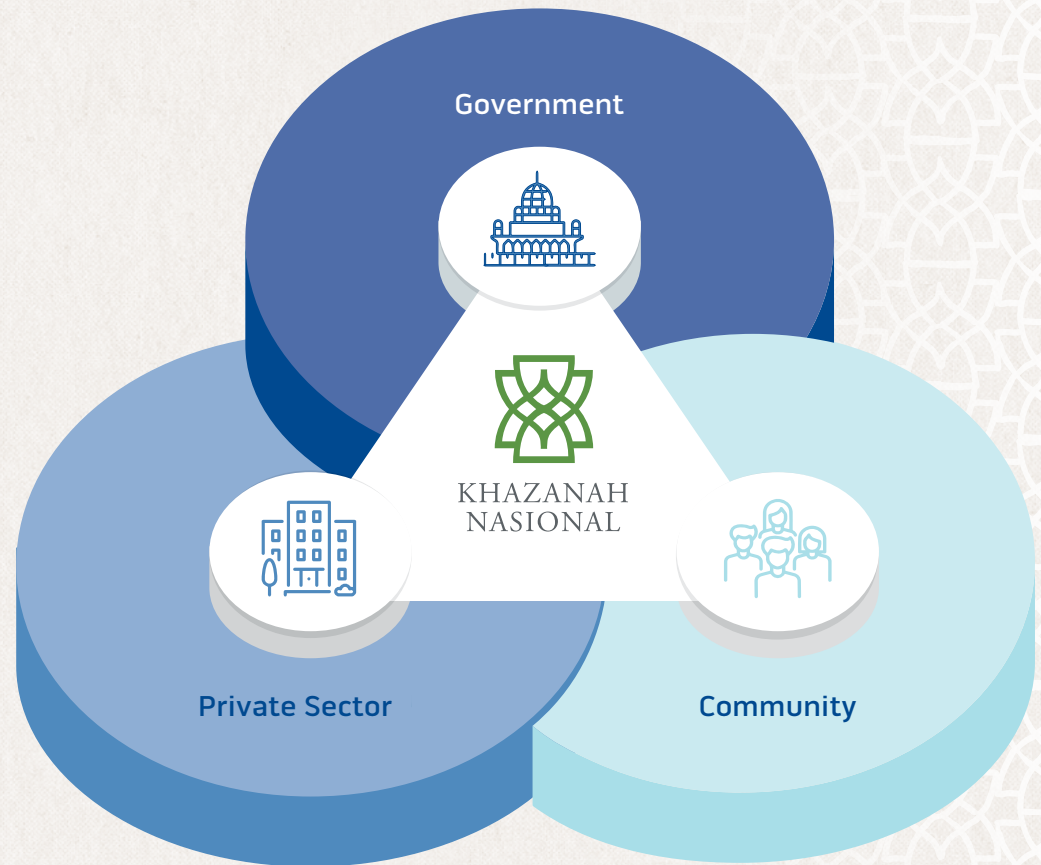 Government
KHAZANAH
NASIONAL
Private Sector
Community